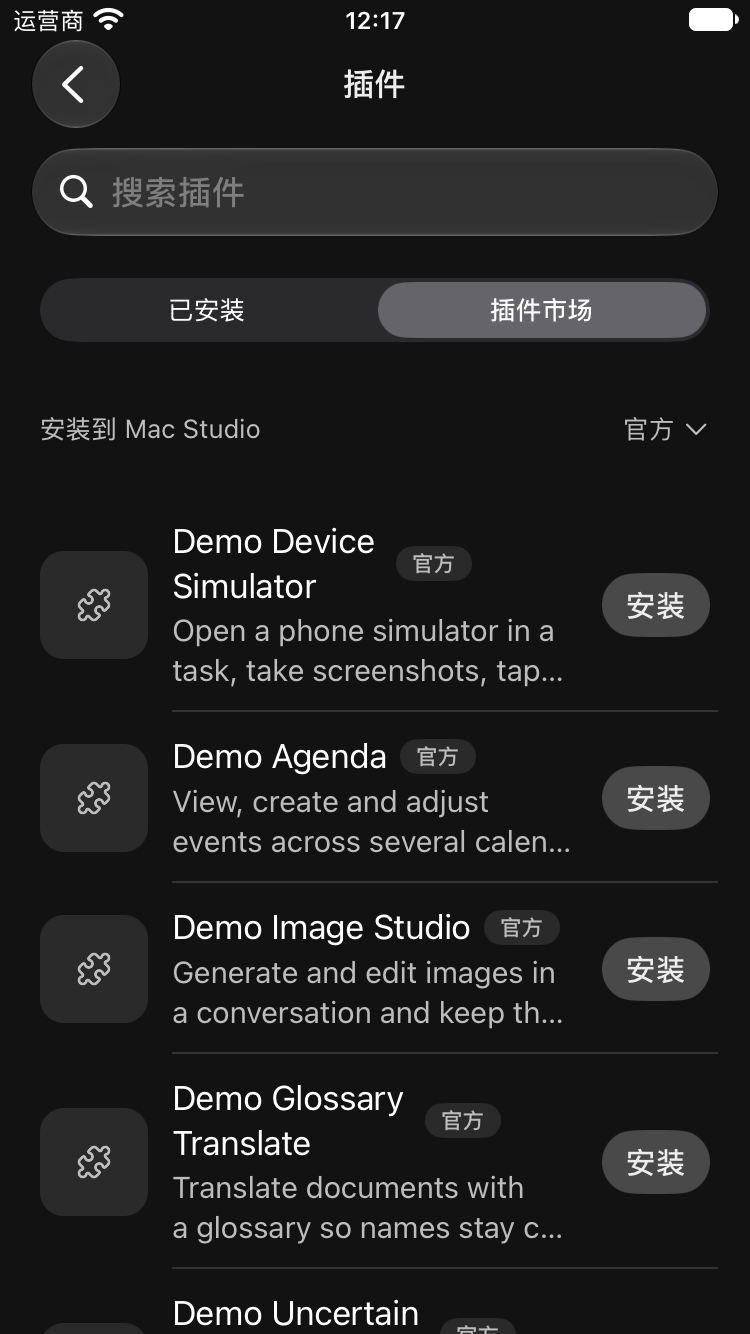 运营商 12:17
插件
搜索插件
已安装 插件市场
安装到 Mac Studio 官方
Demo Device
Simulator
官方
Open a phone simulator in a
task, take screenshots, tap...
安装
Demo Agenda 官方
View, create and adjust
events across several calen...
安装
Demo Image Studio 官方
Generate and edit images in
a conversation and keep th...
安装
Demo Glossary
Translate
官方
Translate documents with
a glossary so names stay c...
安装
Demo Uncertain
官方